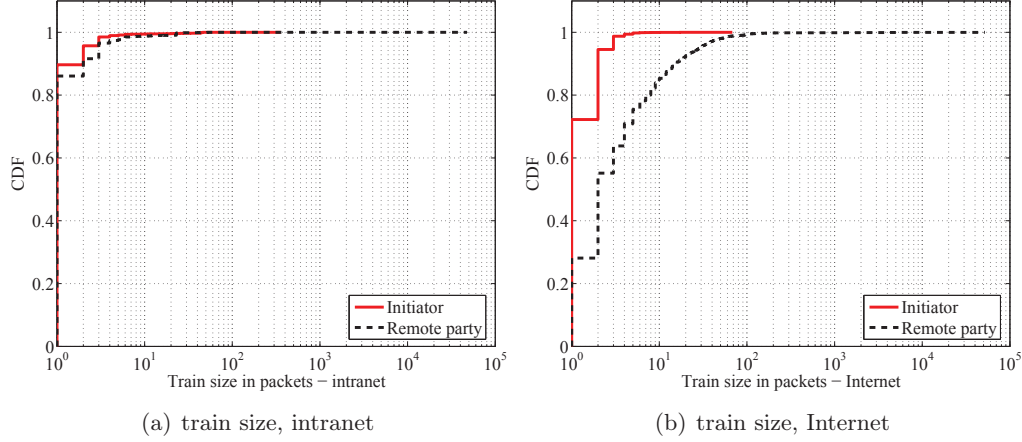 1
0.8
0.6
0.4
0.2
0
CDF
10^0 10^1 10^2 10^3 10^4 10^5
Train size in packets − intranet
Initiator
Remote party
(a) train size, intranet
1
0.8
0.6
0.4
0.2
0
CDF
10^0 10^1 10^2 10^3 10^4 10^5
Train size in packets − Internet
Initiator
Remote party
(b) train size, Internet